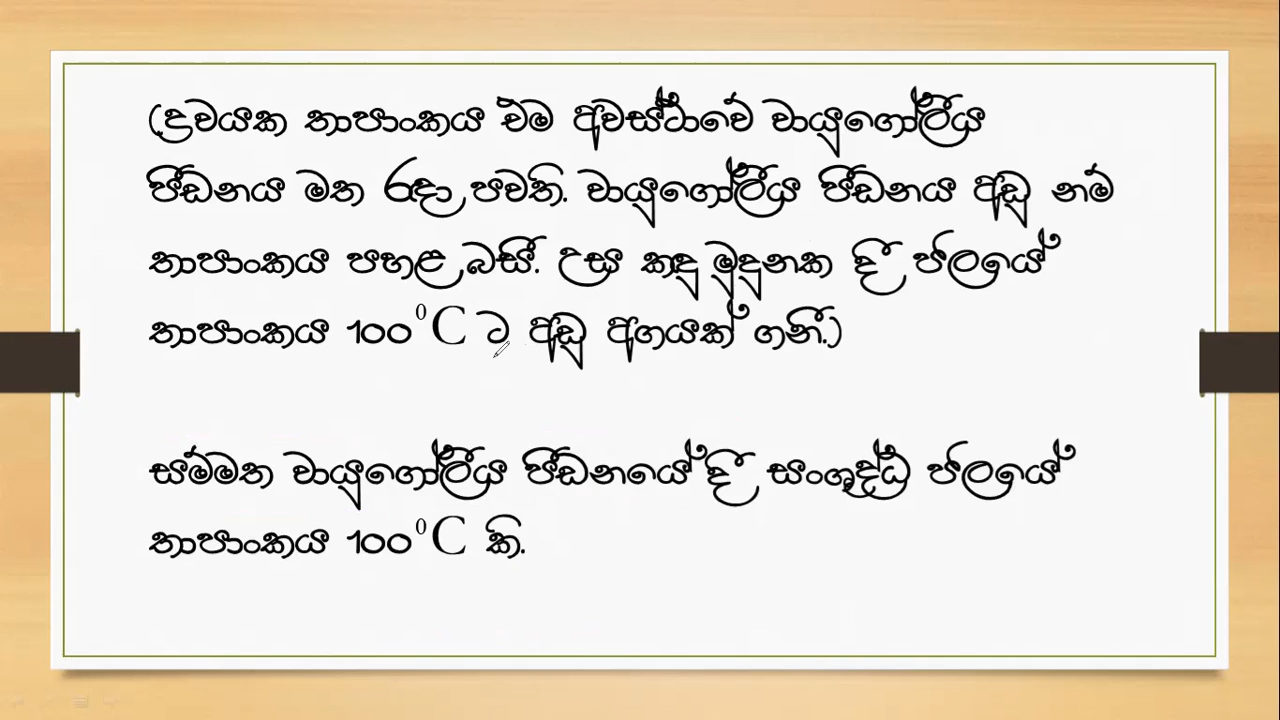 (ද්‍රවයක තාපාංකය එම අවස්ථාවේ වායුගෝලීය
පීඩනය මත රඳා පවතී. වායුගෝලීය පීඩනය අඩු නම්
තාපාංකය පහළ බසී. උස කඳු මුදුනක දී ජලයේ
තාපාංකය 100⁰C ට අඩු අගයක් ගනී.)
සම්මත වායුගෝලීය පීඩනයේ දී සංශුද්ධ ජලයේ
තාපාංකය 100⁰C කි.